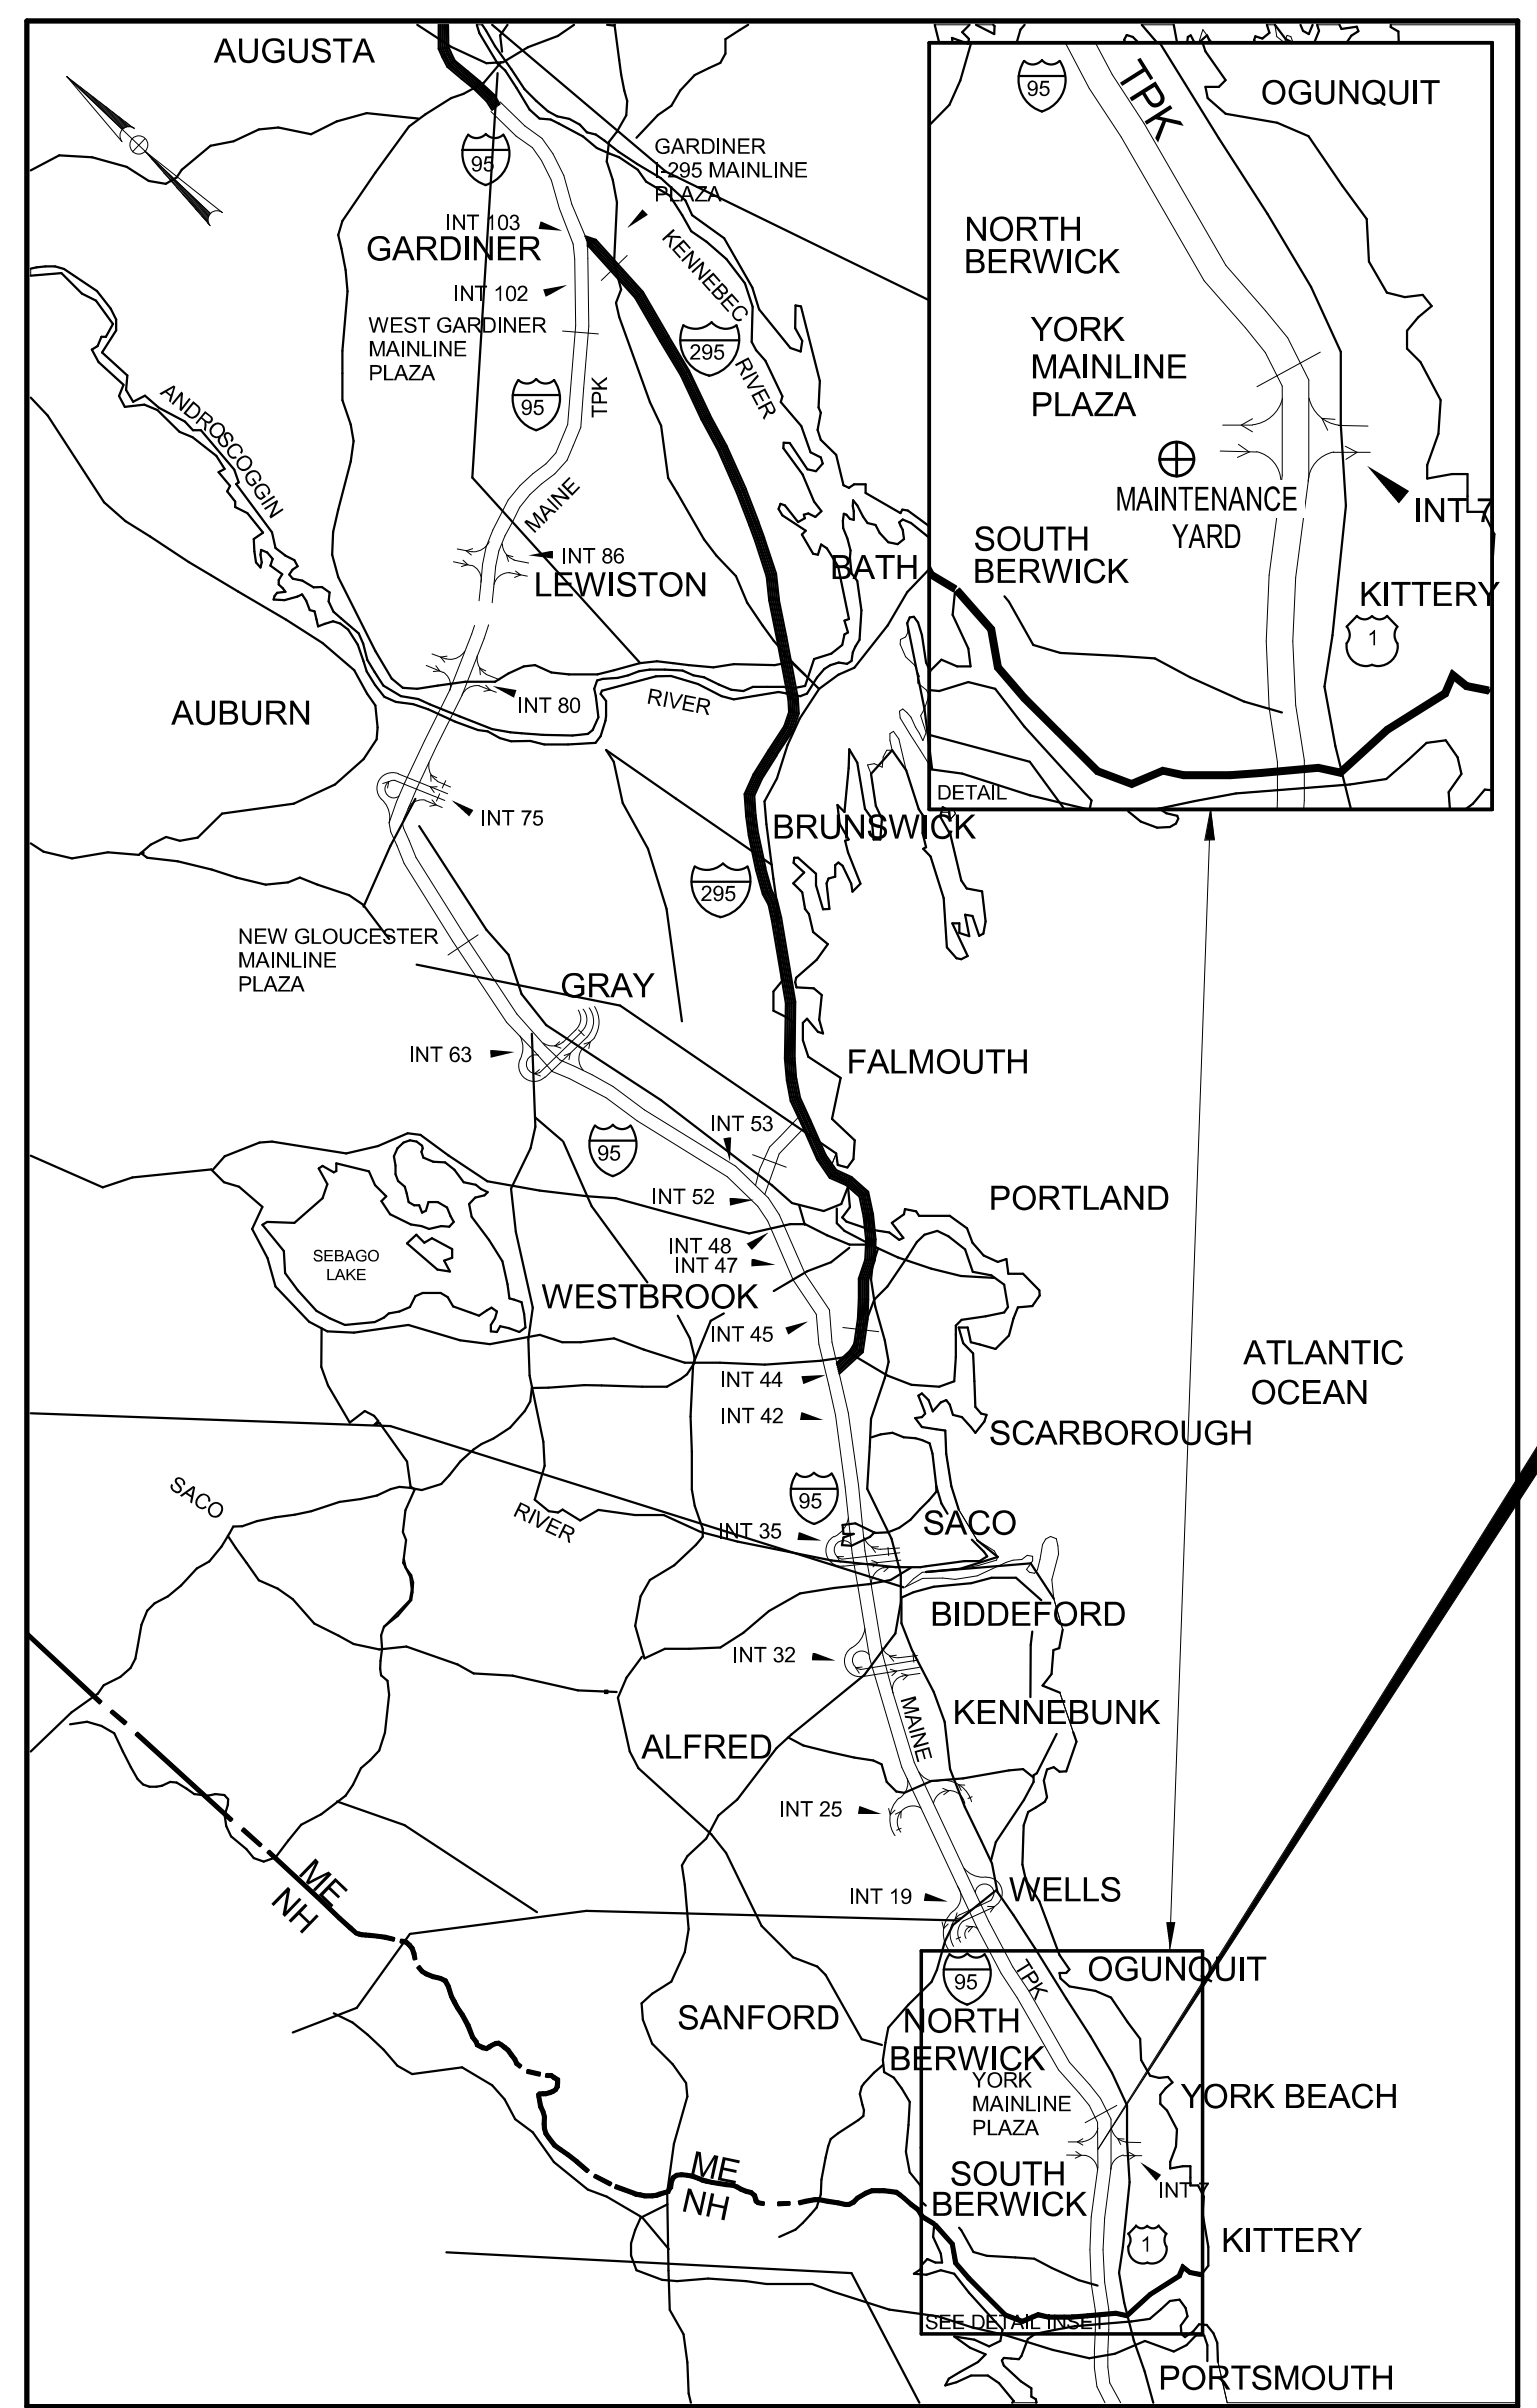 AUGUSTA
95
GARDINER
I-295 MAINLINE
PLAZA
INT 103
GARDINER
KENNEBEC
RIVER
INT 102
WEST GARDINER
MAINLINE
PLAZA
295
95
TPK
MAINE
ANDROSCOGGIN
INT 86
LEWISTON
BATH
INT 80
RIVER
AUBURN
INT 75
BRUNSWICK
295
NEW GLOUCESTER
MAINLINE
PLAZA
GRAY
INT 63
FALMOUTH
INT 53
95
INT 52
PORTLAND
INT 48
INT 47
SEBAGO
LAKE
WESTBROOK
INT 45
INT 44
INT 42
ATLANTIC
OCEAN
SCARBOROUGH
95
SACO
RIVER
INT 35
SACO
BIDDEFORD
INT 32
MAINE
KENNEBUNK
ALFRED
INT 25
INT 19
WELLS
ME
NH
95
TPK
OGUNQUIT
SANFORD
NORTH
BERWICK
YORK
MAINLINE
PLAZA
YORK BEACH
ME
NH
SOUTH
BERWICK
INT 7
1
KITTERY
SEE DETAIL INSET
PORTSMOUTH
95
TPK
OGUNQUIT
NORTH
BERWICK
YORK
MAINLINE
PLAZA
MAINTENANCE
YARD
INT 7
SOUTH
BERWICK
KITTERY
1
DETAIL